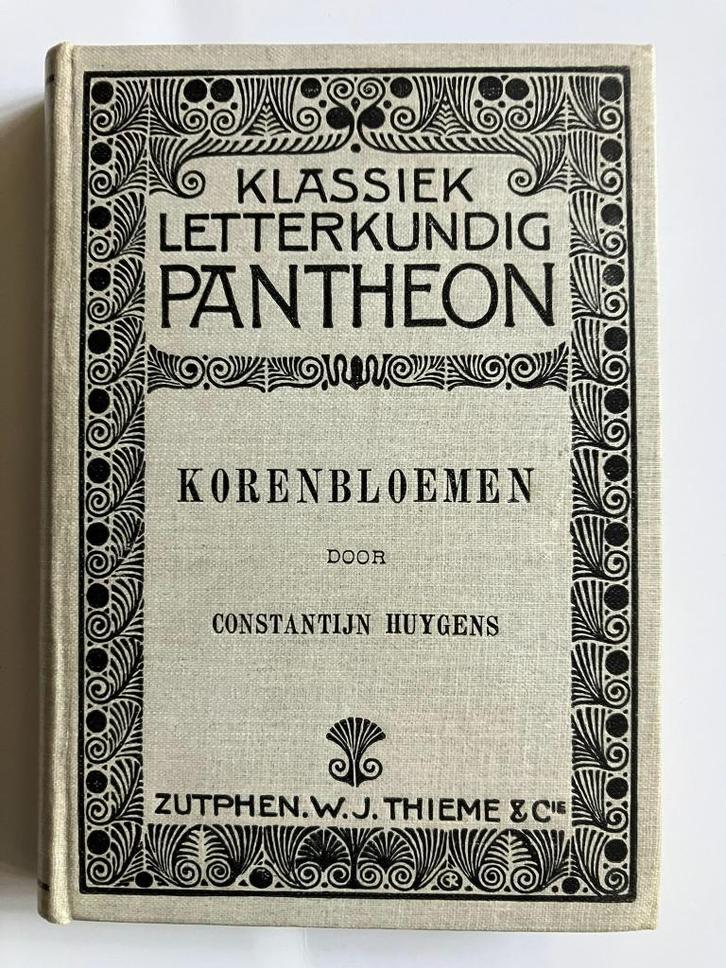 KLASSIEK
LETTERKUNDIG
PANTHEON
KORENBLOEMEN
DOOR
CONSTANTIJN HUYGENS
ZUTPHEN.W.J.THIEME & CIE